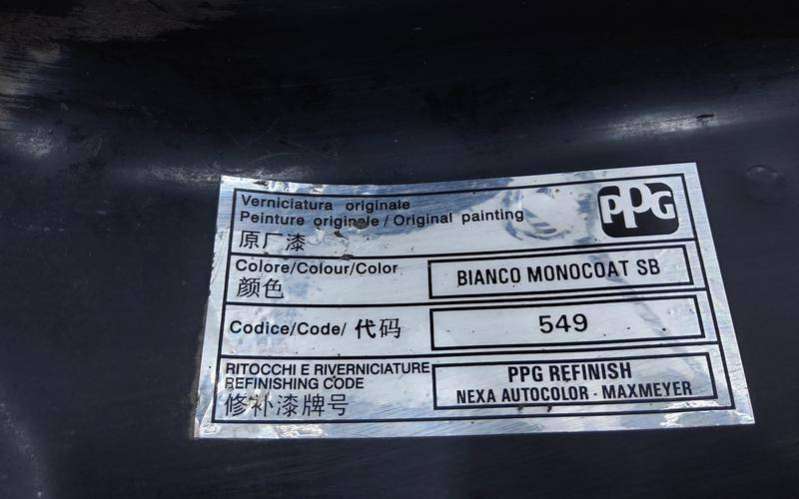 Verniciatura originale
Peinture originale / Original painting
原厂漆
PPG
Colore/Colour/Color
颜色
BIANCO MONOCOAT SB
Codice/Code/ 代码
549
RITOCCHI E RIVERNICIATURE
REFINISHING CODE
修补漆牌号
PPG REFINISH
NEXA AUTOCOLOR - MAXMEYER